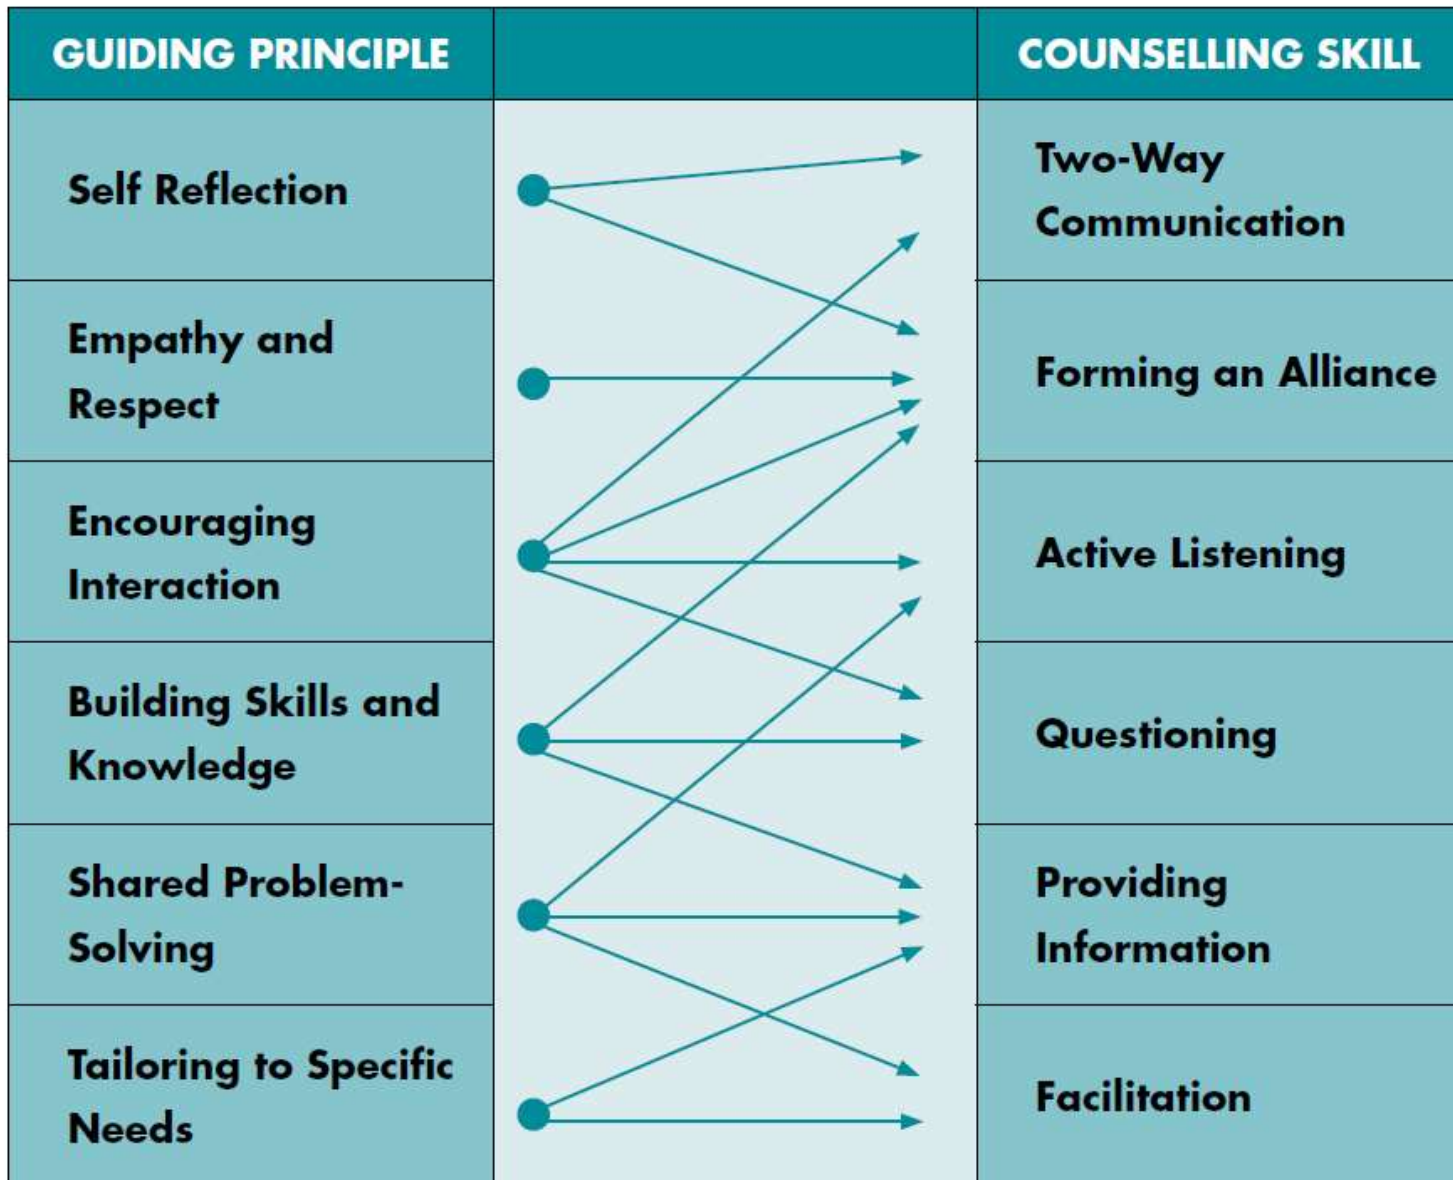 GUIDING PRINCIPLE
COUNSELLING SKILL
Self Reflection
Two-Way
Communication
Empathy and
Respect
Forming an Alliance
Encouraging
Interaction
Active Listening
Building Skills and
Knowledge
Questioning
Shared Problem-
Solving
Providing
Information
Tailoring to Specific
Needs
Facilitation